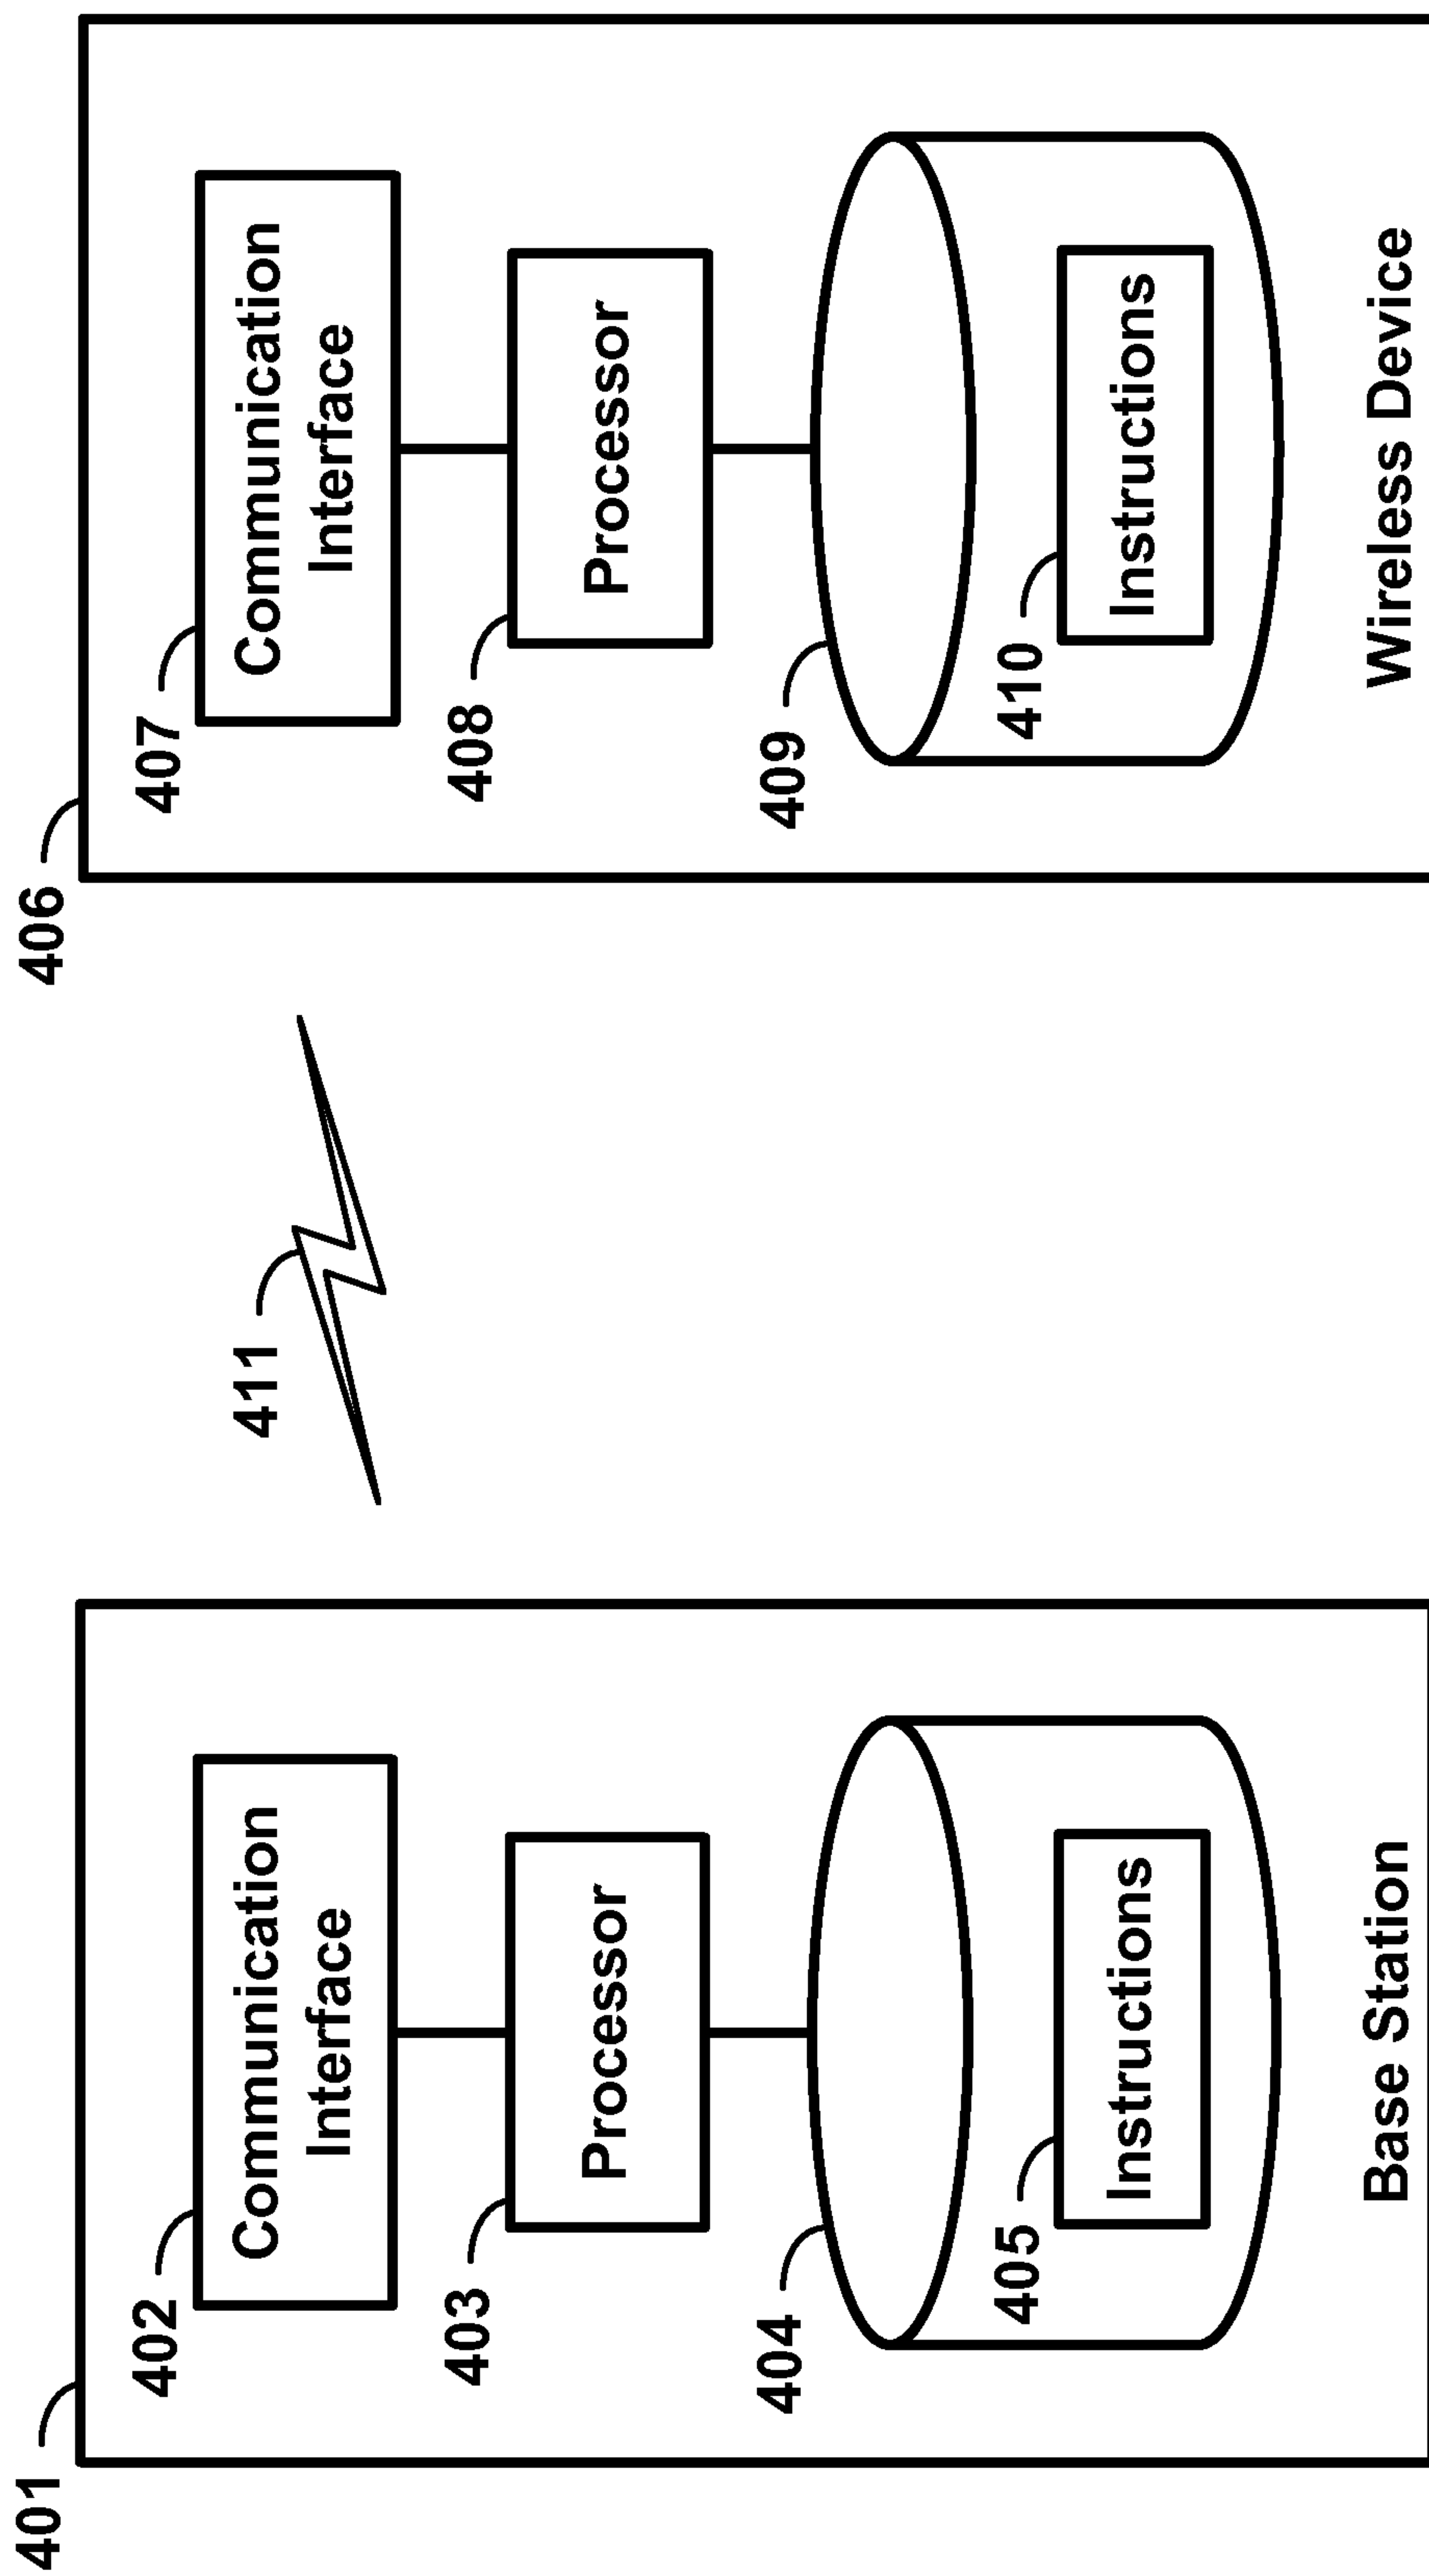 401
402
Communication
Interface
403
Processor
404
405
Instructions
Base Station
411
406
407
Communication
Interface
408
Processor
409
410
Instructions
Wireless Device